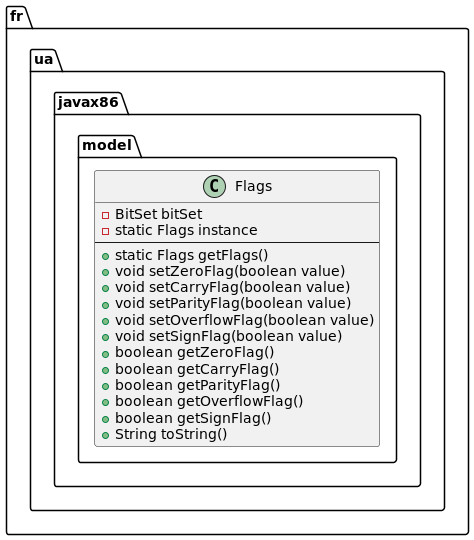 fr
ua
javax86
model
C Flags
BitSet bitSet
static Flags instance
static Flags getFlags()
void setZeroFlag(boolean value)
void setCarryFlag(boolean value)
void setParityFlag(boolean value)
void setOverflowFlag(boolean value)
void setSignFlag(boolean value)
boolean getZeroFlag()
boolean getCarryFlag()
boolean getParityFlag()
boolean getOverflowFlag()
boolean getSignFlag()
String toString()